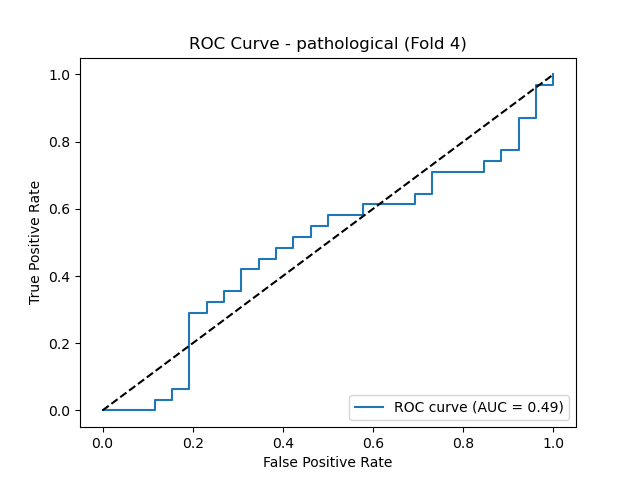 ROC Curve - pathological (Fold 4)
1.0
0.8
0.6
0.4
0.2
0.0
True Positive Rate
ROC curve (AUC = 0.49)
0.0 0.2 0.4 0.6 0.8 1.0
False Positive Rate